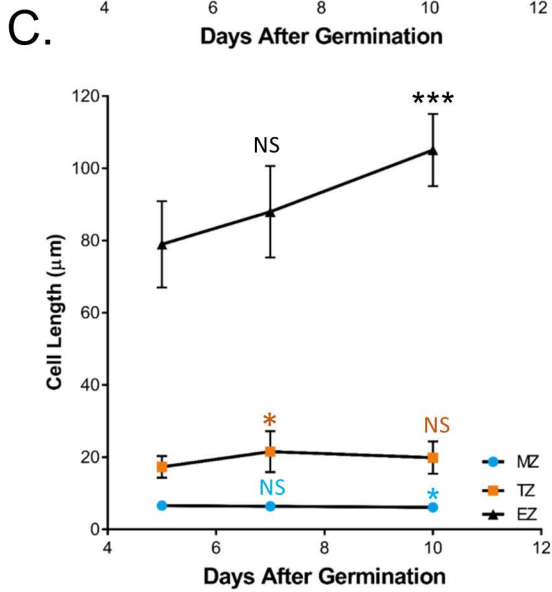 4 6 8 10 12
Days After Germination
C.
120
***
NS
100
80
Cell Length (μm)
60
40
*
NS
20
NS
*
MZ
TZ
EZ
0
4 6 8 10 12
Days After Germination